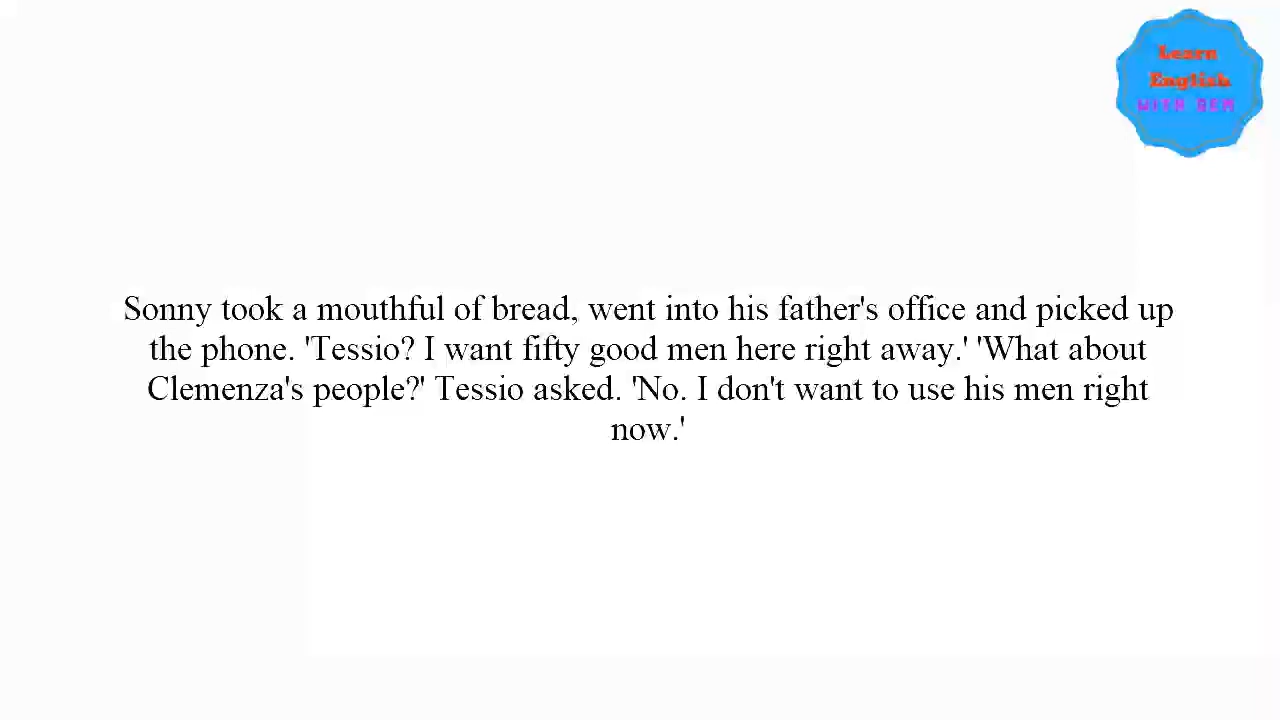 Learn
English
WITH GEM
Sonny took a mouthful of bread, went into his father's office and picked up
the phone. 'Tessio? I want fifty good men here right away.' 'What about
Clemenza's people?' Tessio asked. 'No. I don't want to use his men right
now.'